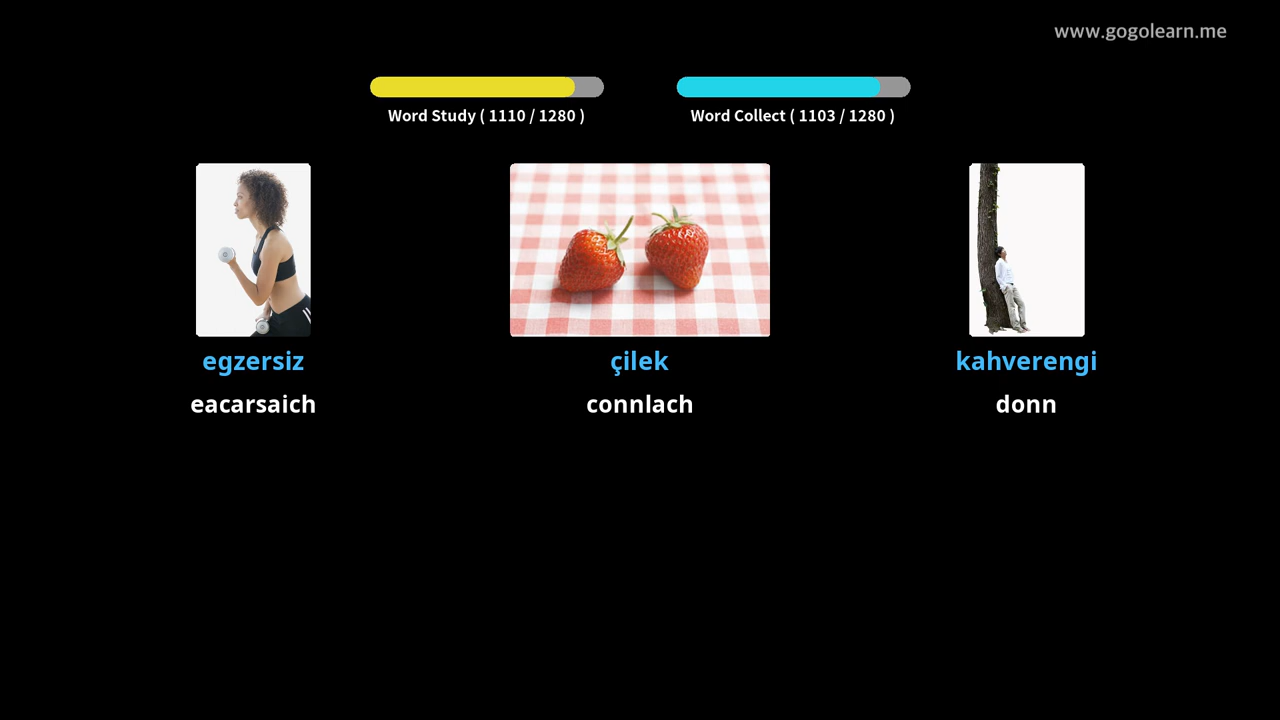 www.gogolearn.me
Word Study ( 1110 / 1280 )
Word Collect ( 1103 / 1280 )
egzersiz
çilek
kahverengi
eacarsaich
connlach
donn